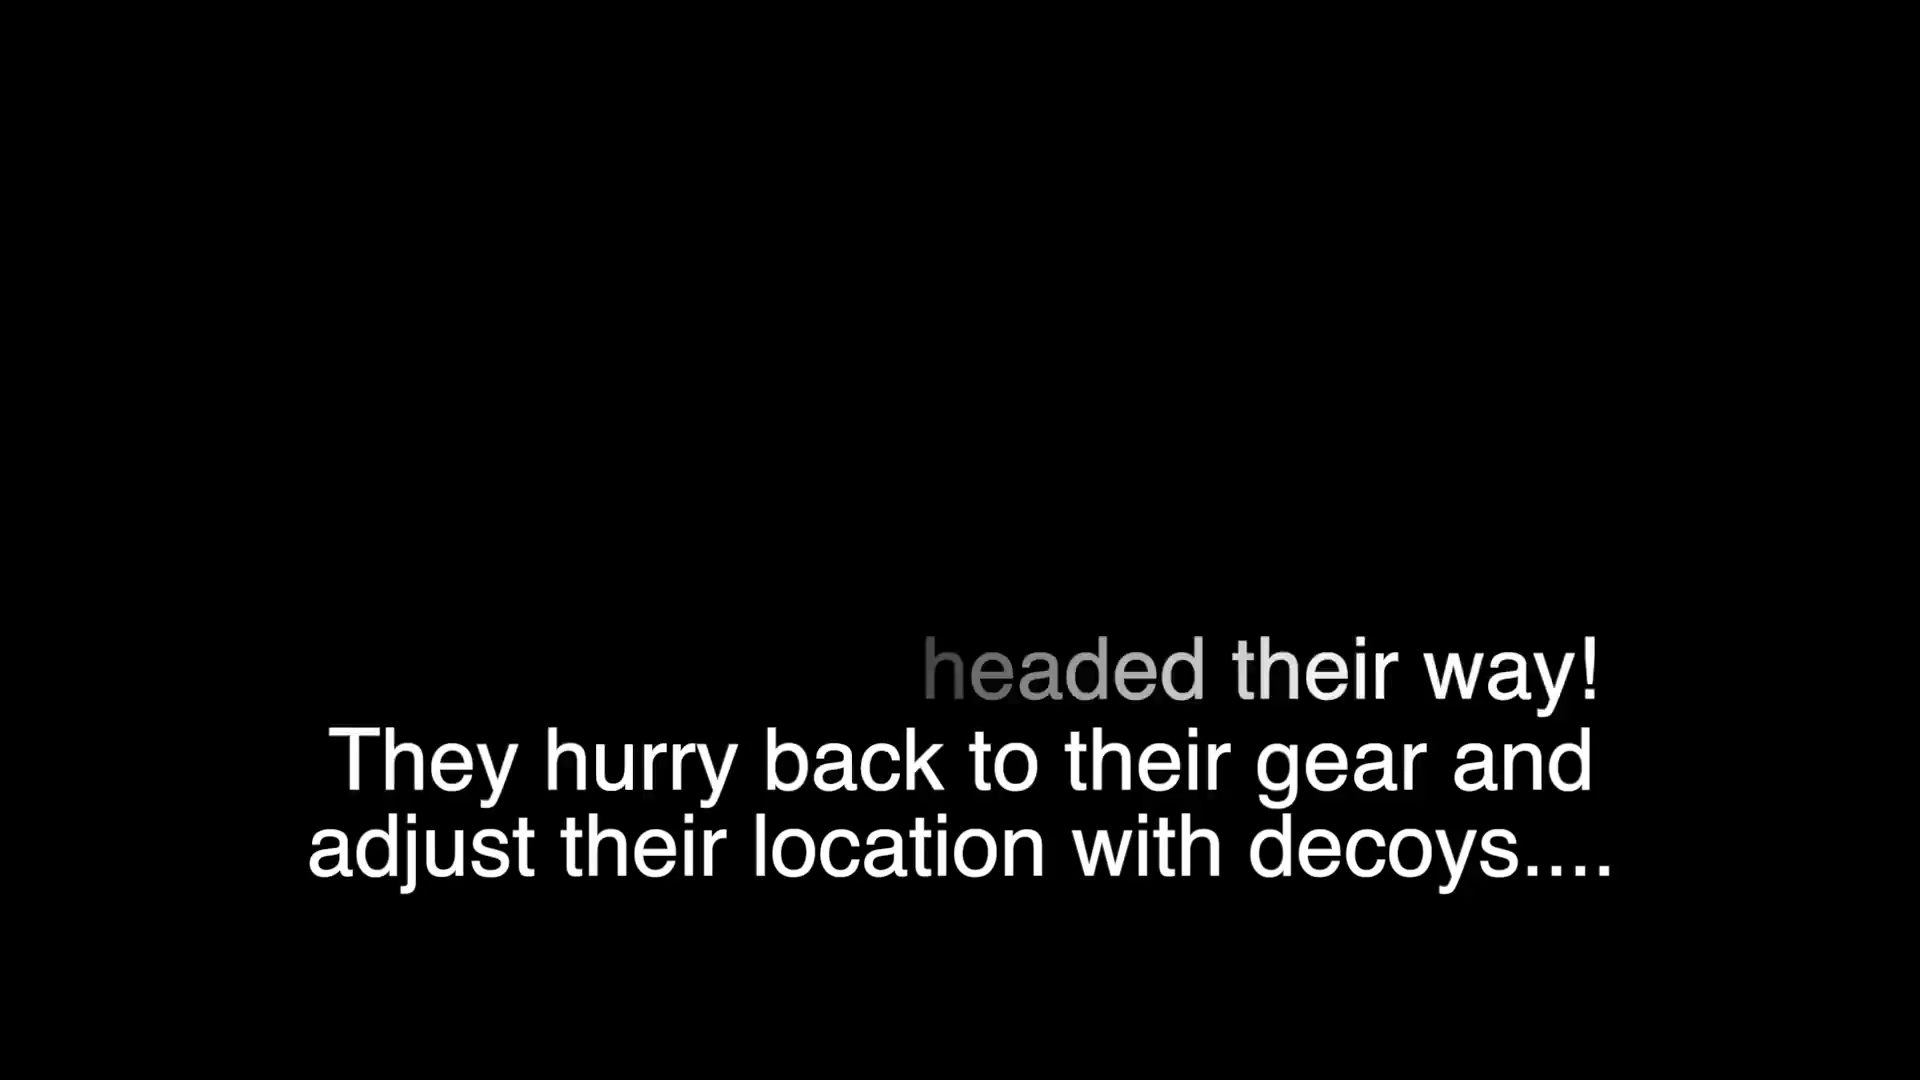 headed their way!
They hurry back to their gear and
adjust their location with decoys....